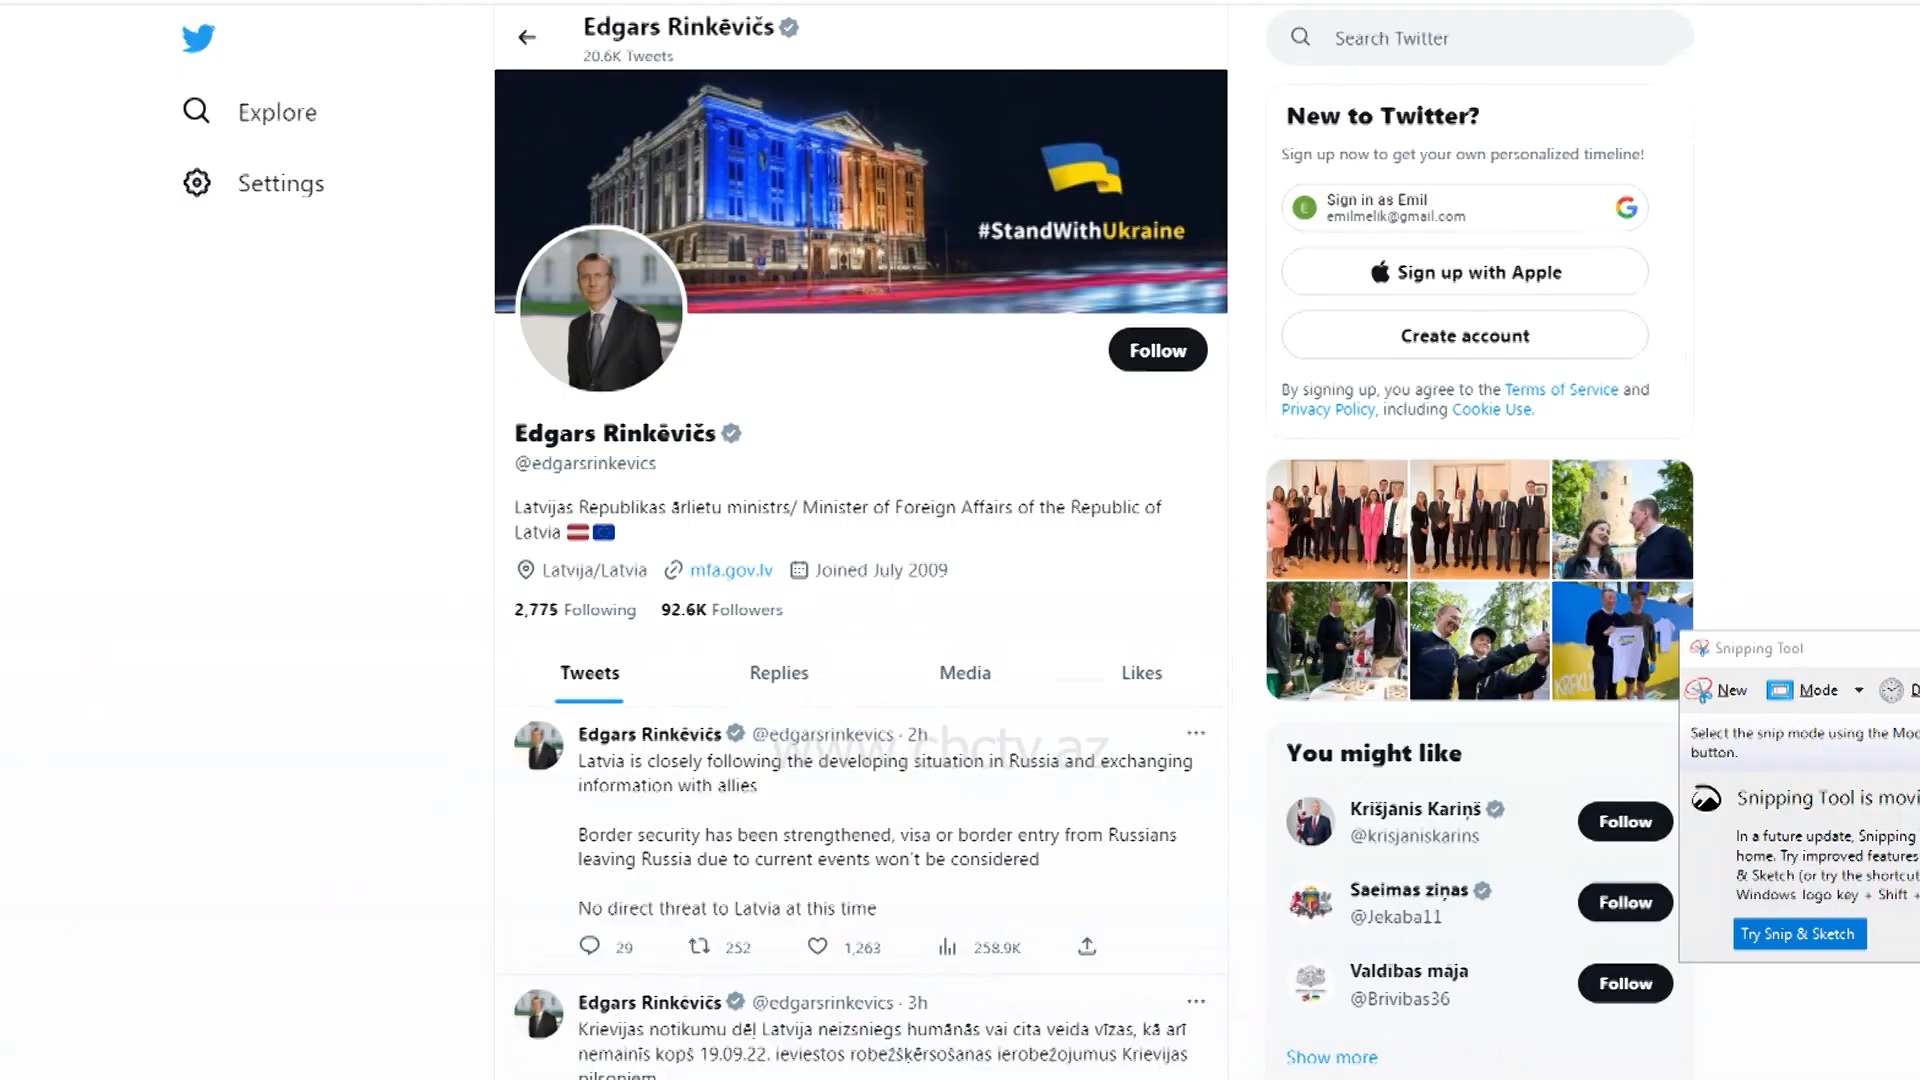 Edgars Rinkēvičs
20.6K Tweets
Search Twitter
Explore
Settings
#StandWithUkraine
New to Twitter?
Sign up now to get your own personalized timeline!
E
Sign in as Emil
emilmelik@gmail.com
Sign up with Apple
Create account
By signing up, you agree to the Terms of Service and
Privacy Policy, including Cookie Use.
Follow
Edgars Rinkēvičs
@edgarsrinkevics
Latvijas Republikas ārlietu ministrs/ Minister of Foreign Affairs of the Republic of
Latvia
Latvija/Latvia mfa.gov.lv Joined July 2009
2,775 Following 92.6K Followers
Tweets Replies Media Likes
Edgars Rinkēvičs @edgarsrinkevics · 2h
Latvia is closely following the developing situation in Russia and exchanging
information with allies
Border security has been strengthened, visa or border entry from Russians
leaving Russia due to current events won't be considered
No direct threat to Latvia at this time
29 252 1,263 258.9K
www.cbctv.az
Edgars Rinkēvičs @edgarsrinkevics · 3h
Krievijas notikumu dēļ Latvija neizsniegs humānās vai cita veida vīzas, kā arī
nemainīs kopš 19.09.22. ieviestos robežšķērsošanas ierobežojumus Krievijas
pilsoņiem
You might like
Krišjānis Kariņš
@krisjaniskarins
Follow
Saeimas ziņas
@Jekaba11
Follow
Valdības māja
@Brivibas36
Follow
Show more
Snipping Tool
New Mode D
Select the snip mode using the Mod
button.
Snipping Tool is movi
In a future update, Snipping
home. Try improved features
& Sketch (or try the shortcut
Windows logo key + Shift +
Try Snip & Sketch